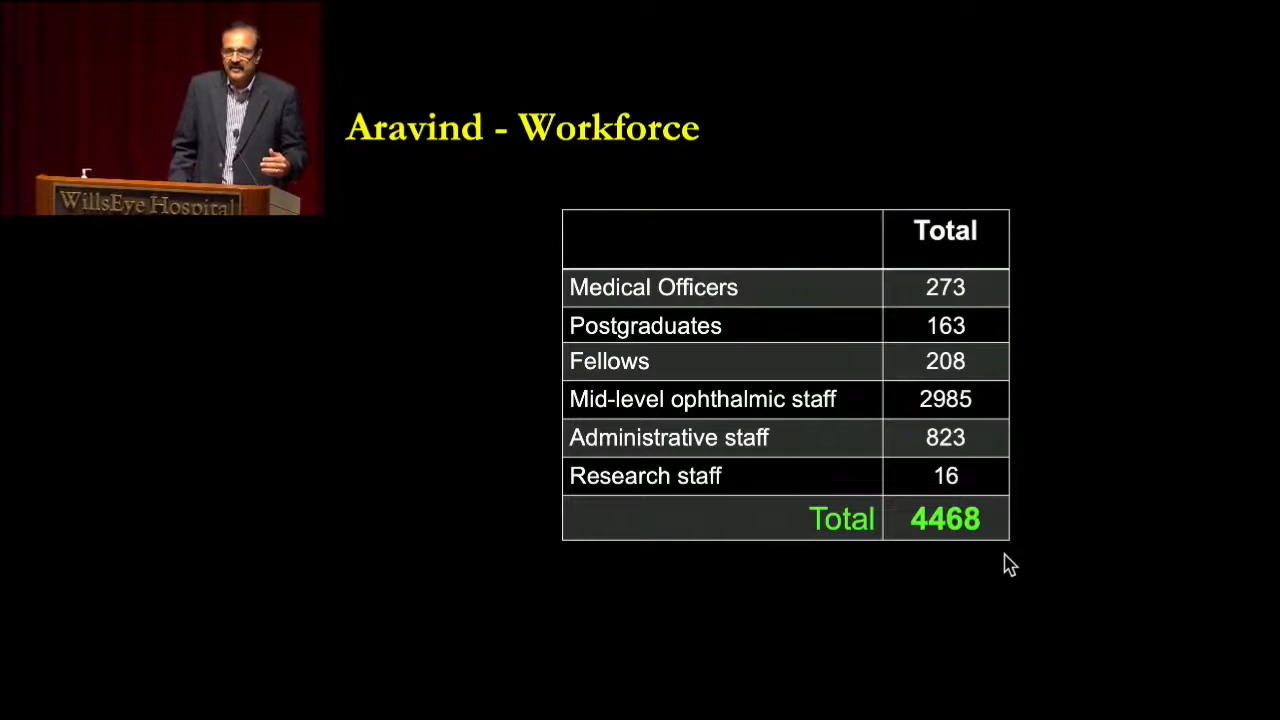 WillsEye Hospital
Aravind - Workforce
Total
Medical Officers 273
Postgraduates 163
Fellows 208
Mid-level ophthalmic staff 2985
Administrative staff 823
Research staff 16
Total 4468